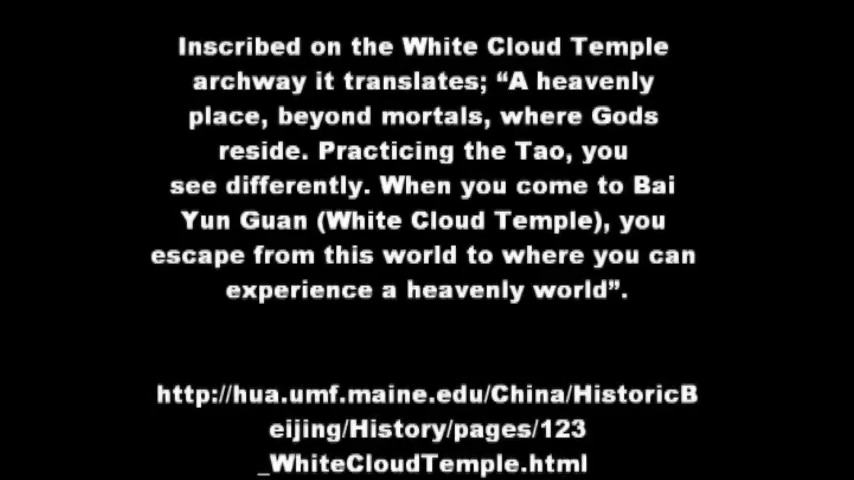 Inscribed on the White Cloud Temple
archway it translates; “A heavenly
place, beyond mortals, where Gods
reside. Practicing the Tao, you
see differently. When you come to Bai
Yun Guan (White Cloud Temple), you
escape from this world to where you can
experience a heavenly world”.
http://hua.umf.maine.edu/China/HistoricB
eijing/History/pages/123
_WhiteCloudTemple.html